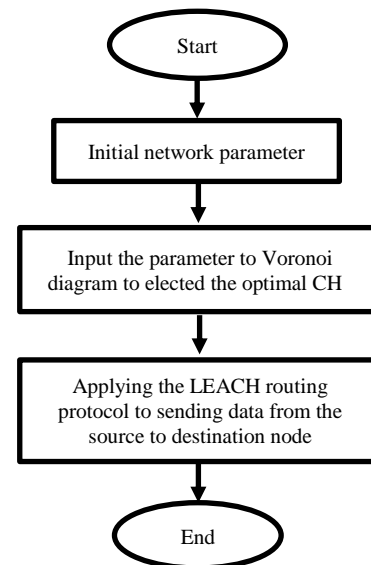 Start
Initial network parameter
Input the parameter to Voronoi
diagram to elected the optimal CH
Applying the LEACH routing
protocol to sending data from the
source to destination node
End